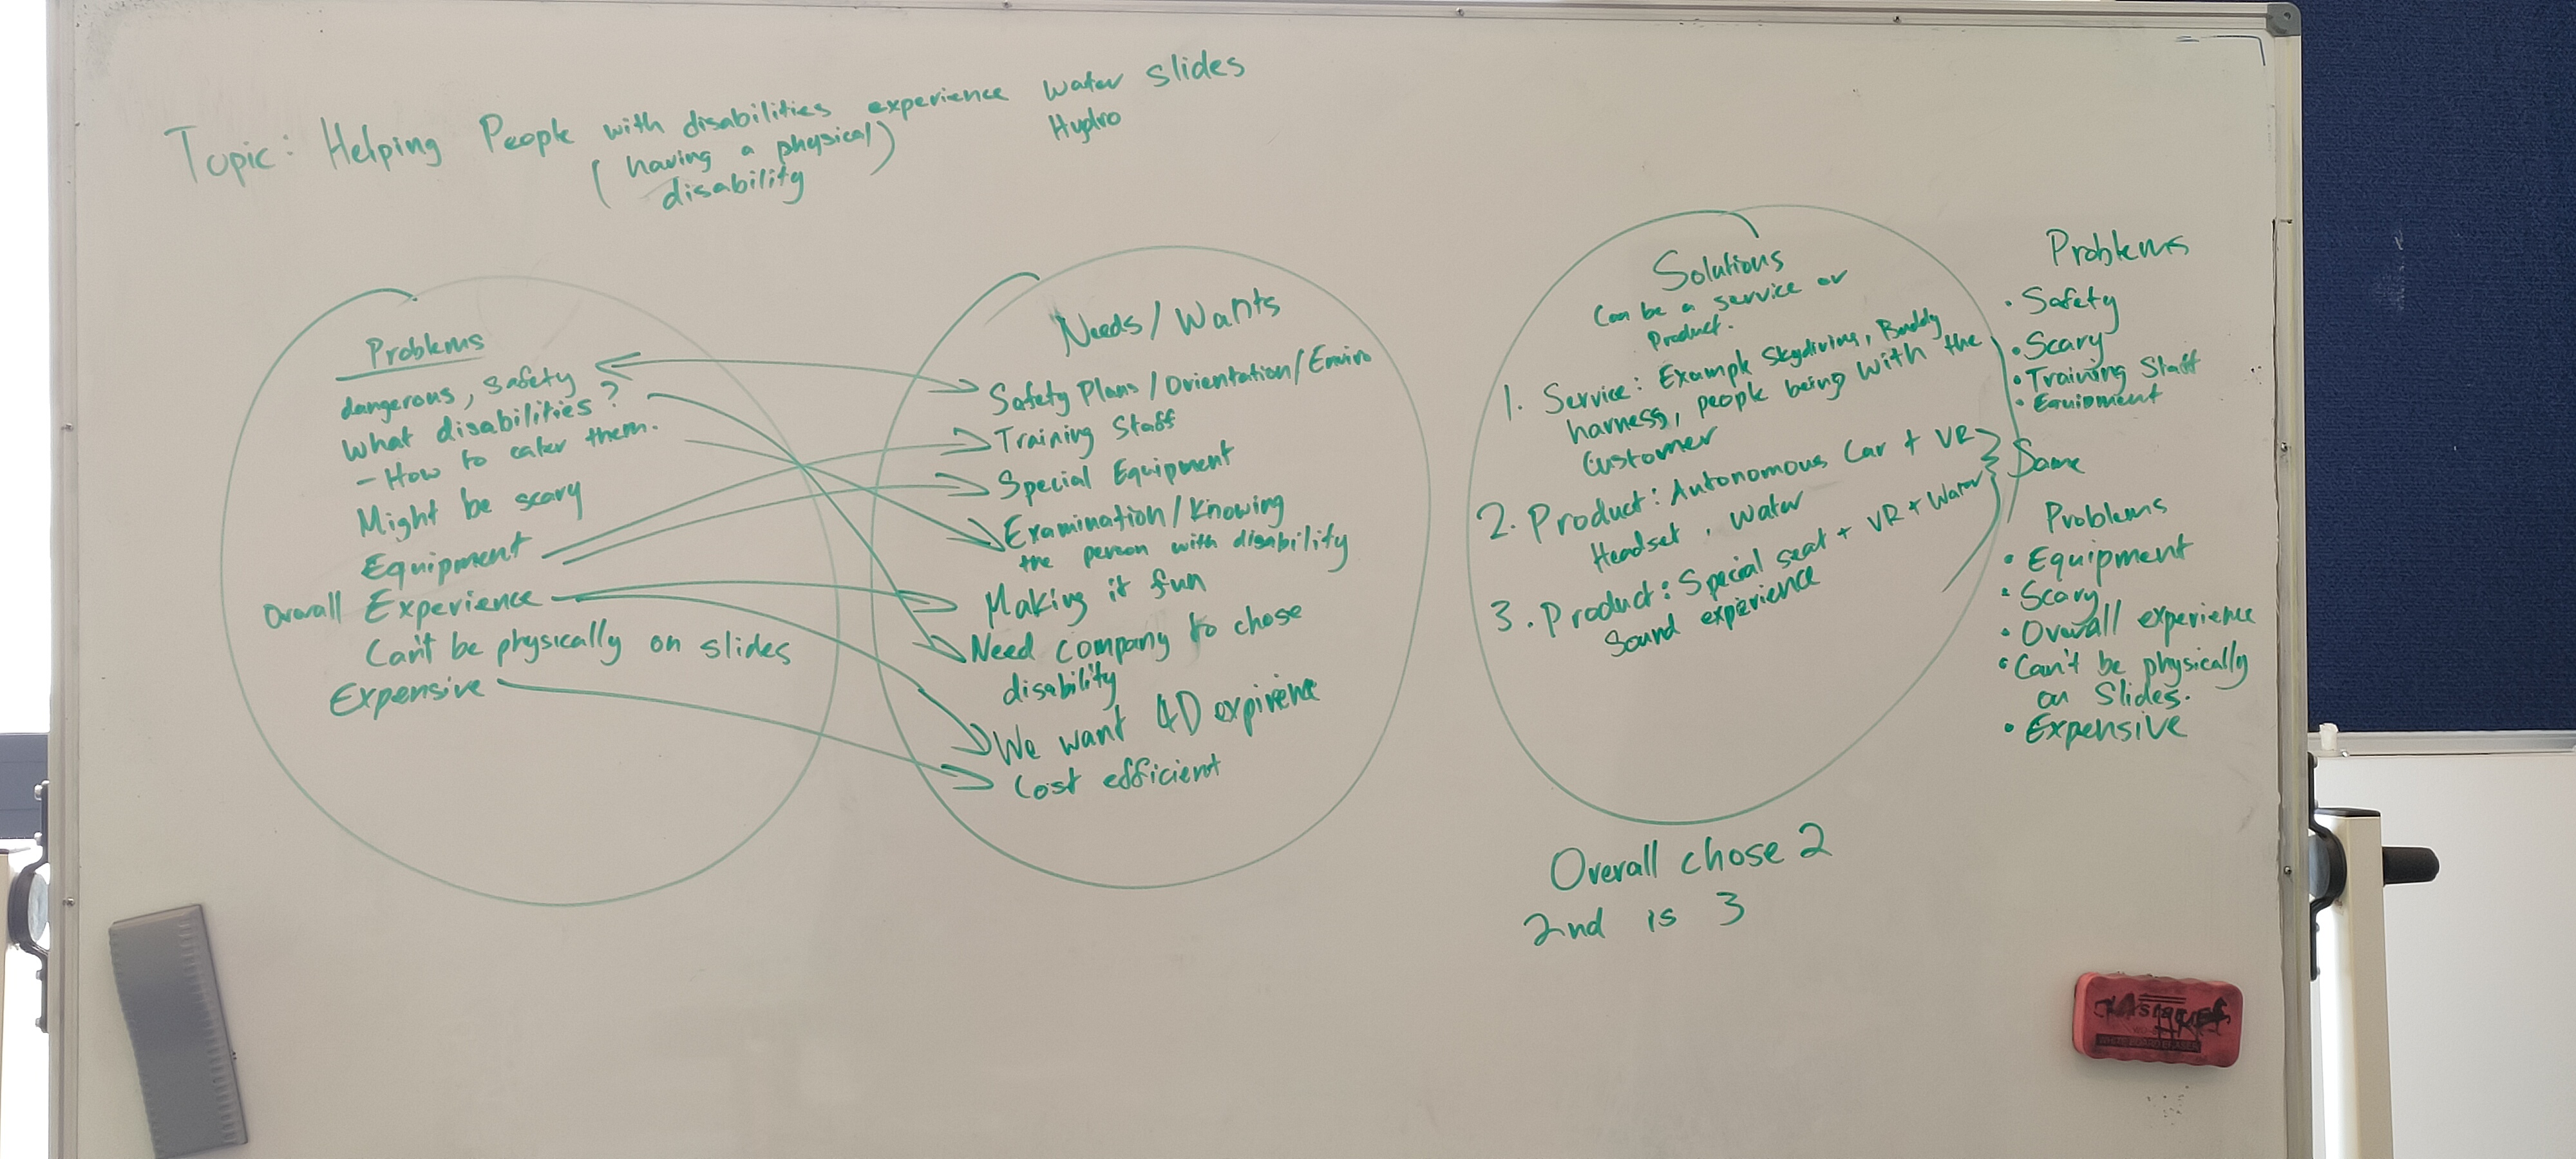 Topic: Helping People with disabilities experience water slides
(having a physical)
disability
Hydro
Problems
dangerous, safety
What disabilities?
- How to cater them.
Might be scary
Equipment
Overall Experience
Can't be physically on slides
Expensive
Needs/Wants
Safety Plans/Orientation/Enviro
Training Staff
Special Equipment
Examination/Knowing
the person with disability
Making it fun
Need company to chose
disability
We want 4D expirience
Cost efficient
Solutions
Can be a service or
Product.
1. Service: Example Skydiving, Buddy
harness, people being with the
Customer
2. Product: Autonomous Car + VR
Headset, water
3. Product: Special seat + VR + Water
Sound experience
Problems
• Safety
• Scary
• Training Staff
• Equipment
Same
Problems
• Equipment
• Scary
• Overall experience
• Can't be physically
on Slides.
• Expensive
Overall chose 2
2nd is 3
WHITEBOARD ERASER